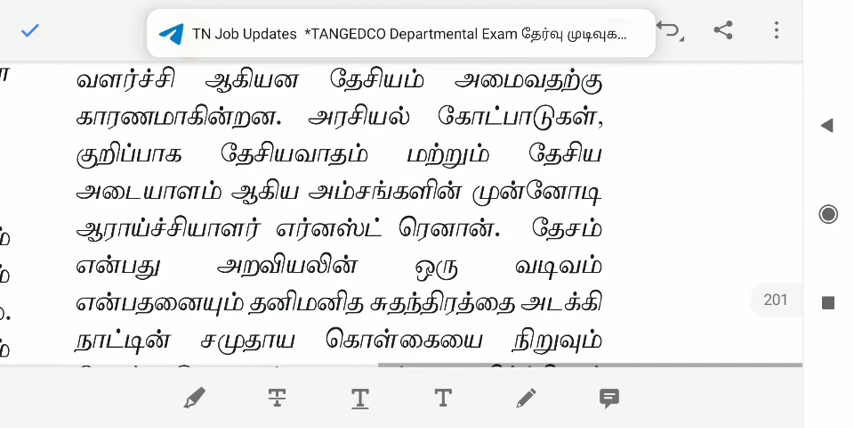 TN Job Updates *TANGEDCO Departmental Exam தேர்வு முடிவுக...
வளர்ச்சி ஆகியன தேசியம் அமைவதற்கு
காரணமாகின்றன. அரசியல் கோட்பாடுகள்,
குறிப்பாக தேசியவாதம் மற்றும் தேசிய
அடையாளம் ஆகிய அம்சங்களின் முன்னோடி
ஆராய்ச்சியாளர் எர்னஸ்ட் ரெனான். தேசம்
என்பது அறவியலின் ஒரு வடிவம்
201
என்பதனையும் தனிமனித சுதந்திரத்தை அடக்கி
நாட்டின் சமுதாய கொள்கையை நிறுவும்